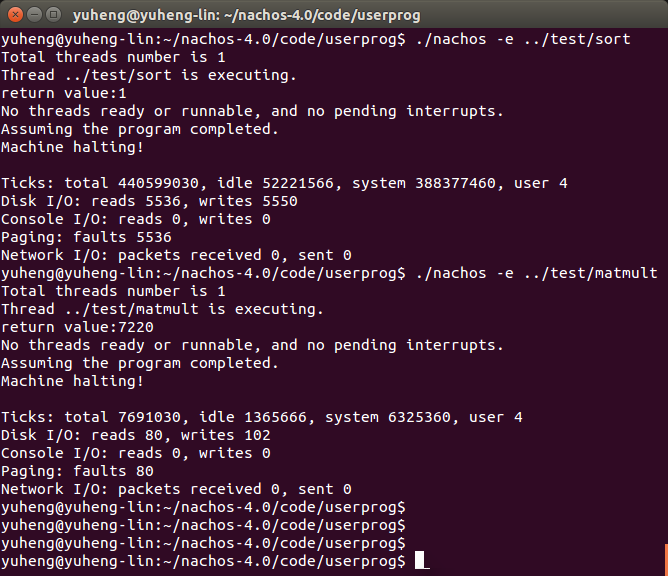 yuheng@yuheng-lin: ~/nachos-4.0/code/userprog
yuheng@yuheng-lin:~/nachos-4.0/code/userprog$ ./nachos -e ../test/sort
Total threads number is 1
Thread ../test/sort is executing.
return value:1
No threads ready or runnable, and no pending interrupts.
Assuming the program completed.
Machine halting!

Ticks: total 440599030, idle 52221566, system 388377460, user 4
Disk I/O: reads 5536, writes 5550
Console I/O: reads 0, writes 0
Paging: faults 5536
Network I/O: packets received 0, sent 0
yuheng@yuheng-lin:~/nachos-4.0/code/userprog$ ./nachos -e ../test/matmult
Total threads number is 1
Thread ../test/matmult is executing.
return value:7220
No threads ready or runnable, and no pending interrupts.
Assuming the program completed.
Machine halting!

Ticks: total 7691030, idle 1365666, system 6325360, user 4
Disk I/O: reads 80, writes 102
Console I/O: reads 0, writes 0
Paging: faults 80
Network I/O: packets received 0, sent 0
yuheng@yuheng-lin:~/nachos-4.0/code/userprog$
yuheng@yuheng-lin:~/nachos-4.0/code/userprog$
yuheng@yuheng-lin:~/nachos-4.0/code/userprog$
yuheng@yuheng-lin:~/nachos-4.0/code/userprog$